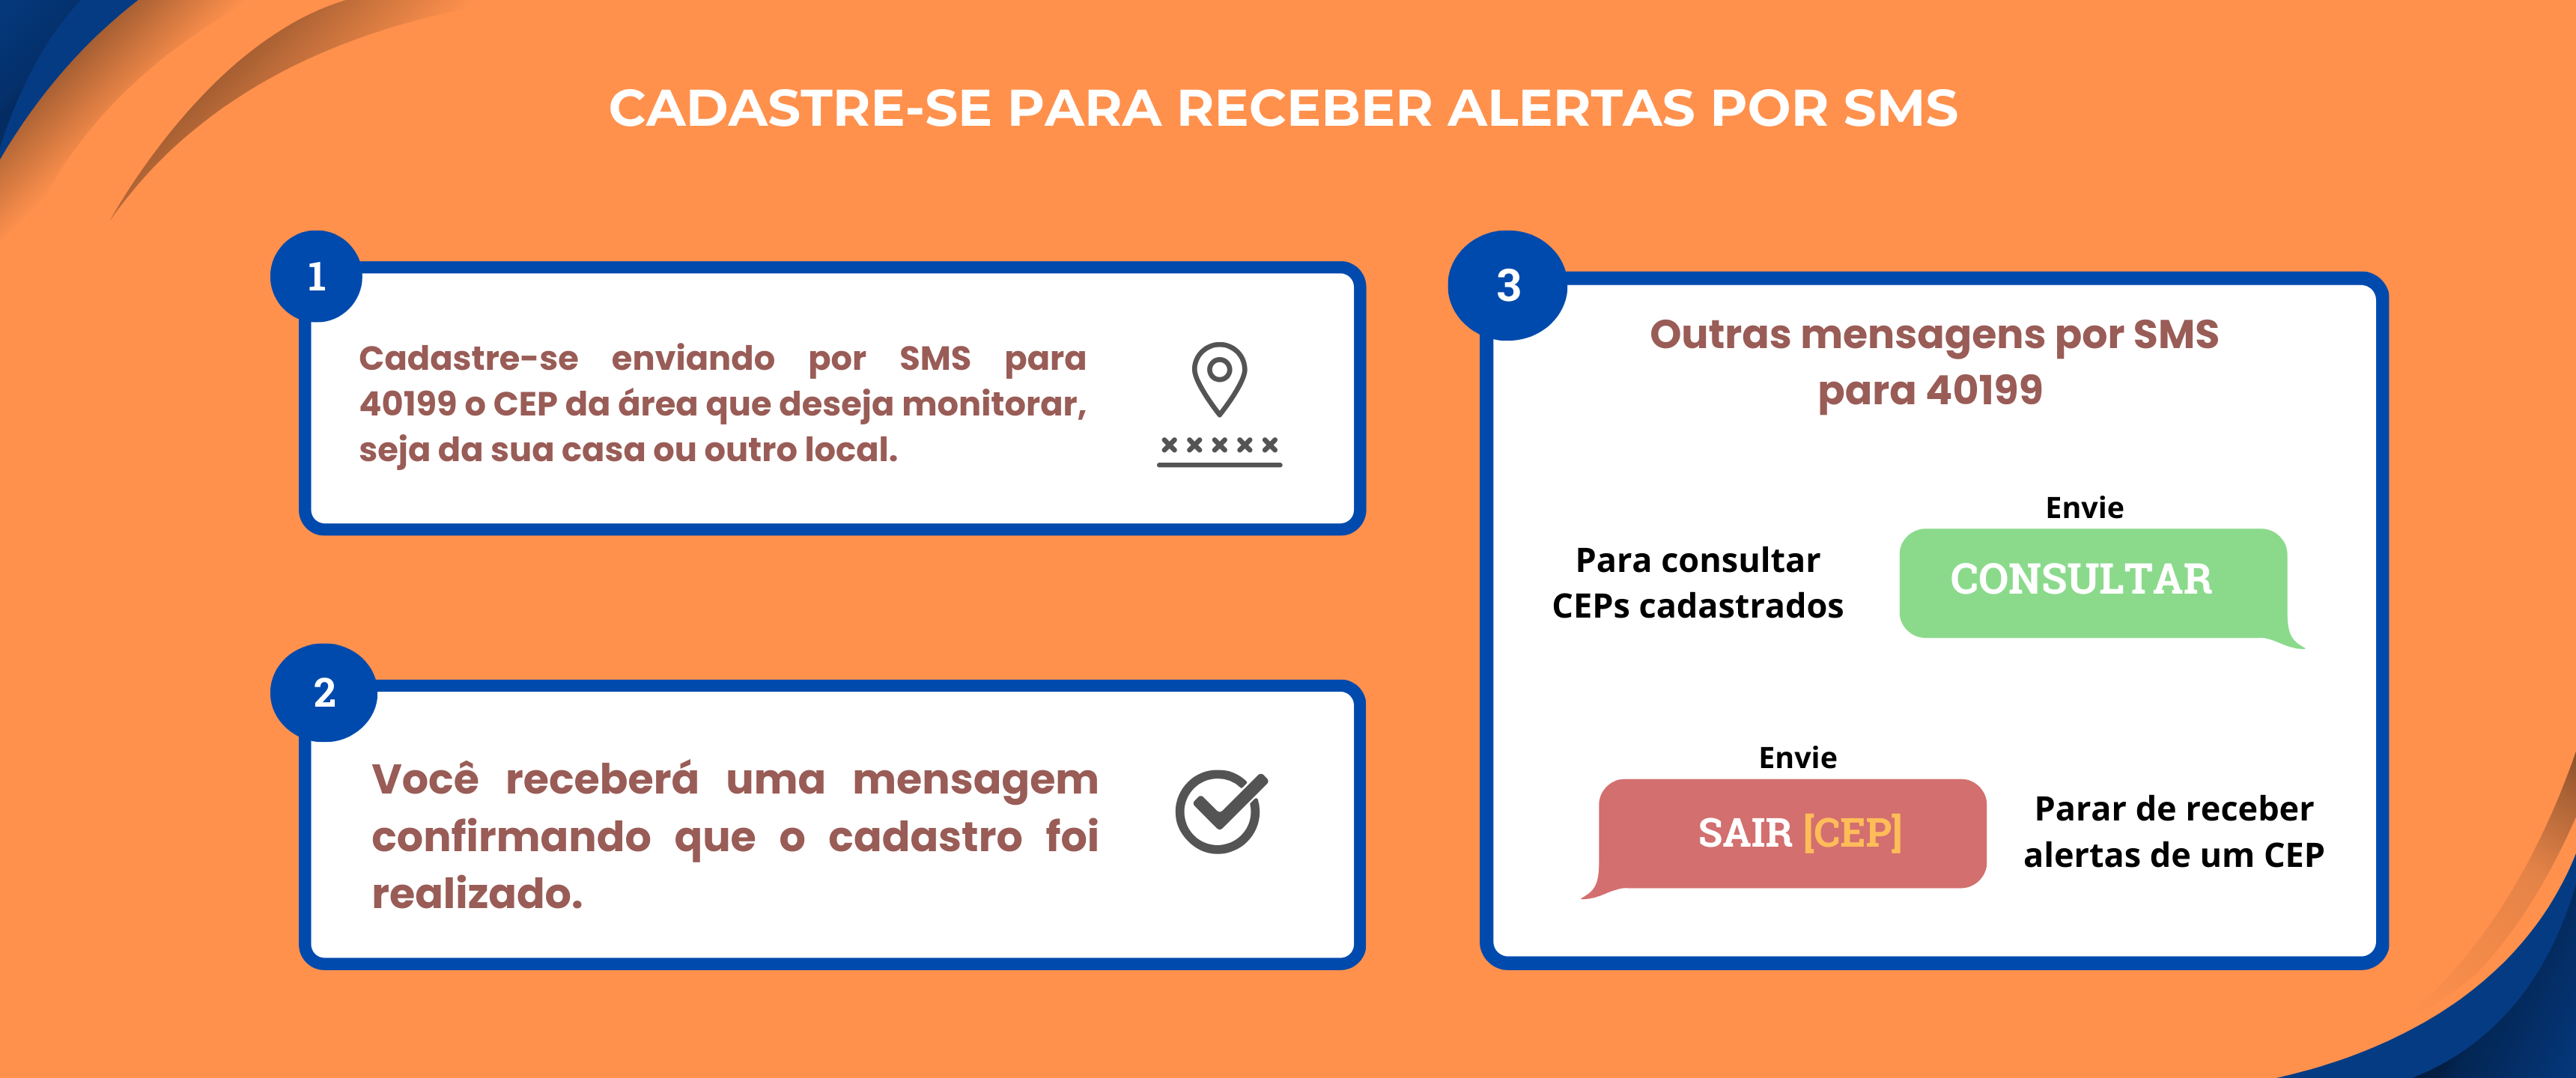 CADASTRE-SE PARA RECEBER ALERTAS POR SMS
1
Cadastre-se enviando por SMS para
40199 o CEP da área que deseja monitorar,
seja da sua casa ou outro local.
2
Você receberá uma mensagem
confirmando que o cadastro foi
realizado.
3
Outras mensagens por SMS
para 40199
Para consultar
CEPs cadastrados
Envie
CONSULTAR
Envie
SAIR [CEP]
Parar de receber
alertas de um CEP